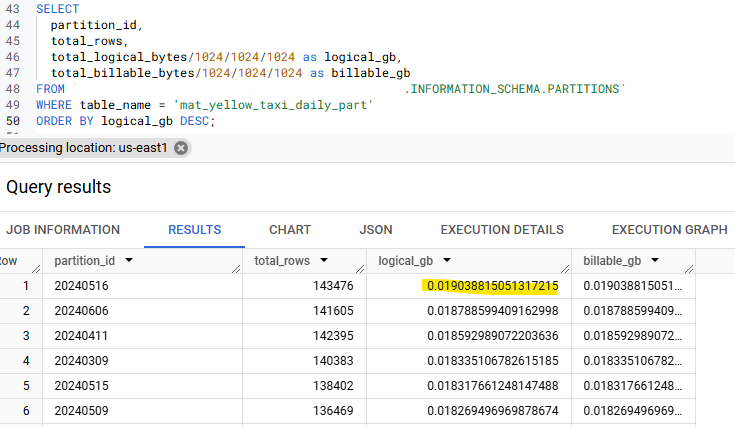 43 SELECT
44 partition_id,
45 total_rows,
46 total_logical_bytes/1024/1024/1024 as logical_gb,
47 total_billable_bytes/1024/1024/1024 as billable_gb
48 FROM ` .INFORMATION_SCHEMA.PARTITIONS`
49 WHERE table_name = 'mat_yellow_taxi_daily_part'
50 ORDER BY logical_gb DESC;
Processing location: us-east1
Query results
JOB INFORMATION RESULTS CHART JSON EXECUTION DETAILS EXECUTION GRAPH
Row partition_id total_rows logical_gb billable_gb
1 20240516 143476 0.019038815051317215 0.019038815051...
2 20240606 141605 0.018788599409162998 0.018788599409...
3 20240411 142395 0.018592989072203636 0.018592989072...
4 20240309 140383 0.018335106782615185 0.018335106782...
5 20240515 138402 0.018317661248147488 0.018317661248...
6 20240509 136469 0.018269496969878674 0.018269496969...